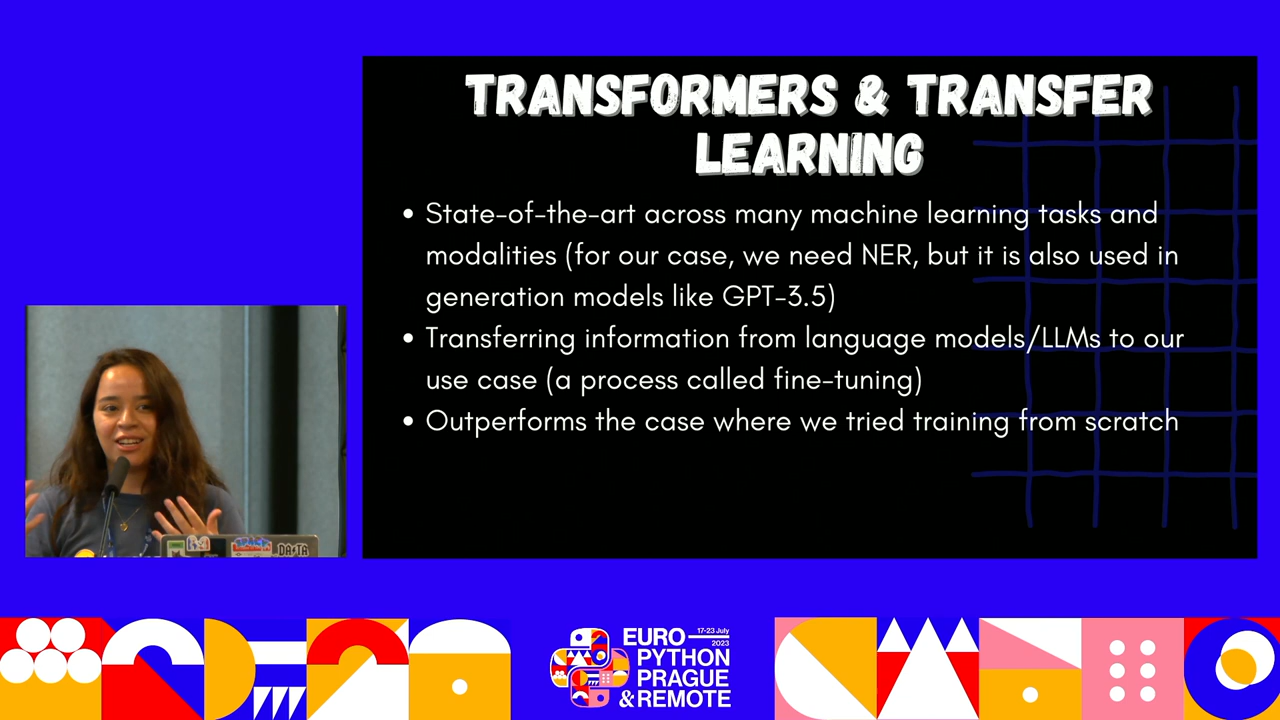 TRANSFORMERS & TRANSFER
LEARNING
• State-of-the-art across many machine learning tasks and
modalities (for our case, we need NER, but it is also used in
generation models like GPT-3.5)
• Transferring information from language models/LLMs to our
use case (a process called fine-tuning)
• Outperforms the case where we tried training from scratch
DATA
EURO
17-23 July
2023
PYTHON
PRAGUE
& REMOTE